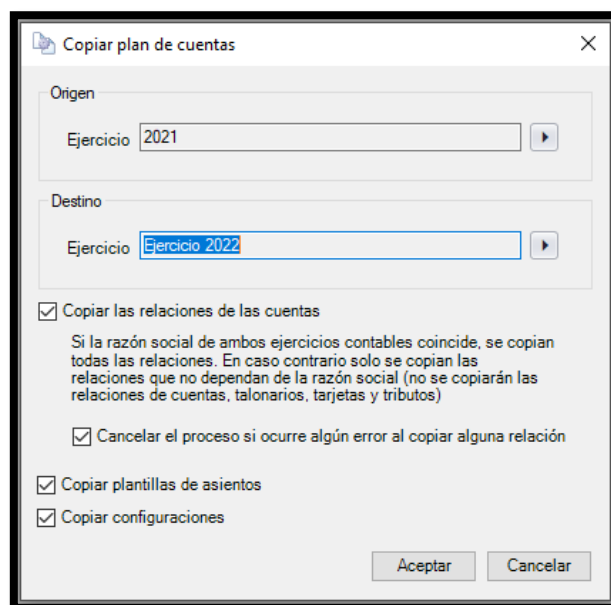 Copiar plan de cuentas
Origen
Ejercicio 2021
Destino
Ejercicio Ejercicio 2022
Copiar las relaciones de las cuentas
Si la razón social de ambos ejercicios contables coincide, se copian
todas las relaciones. En caso contrario solo se copian las
relaciones que no dependan de la razón social (no se copiarán las
relaciones de cuentas, talonarios, tarjetas y tributos)
Cancelar el proceso si ocurre algún error al copiar alguna relación
Copiar plantillas de asientos
Copiar configuraciones
Aceptar Cancelar